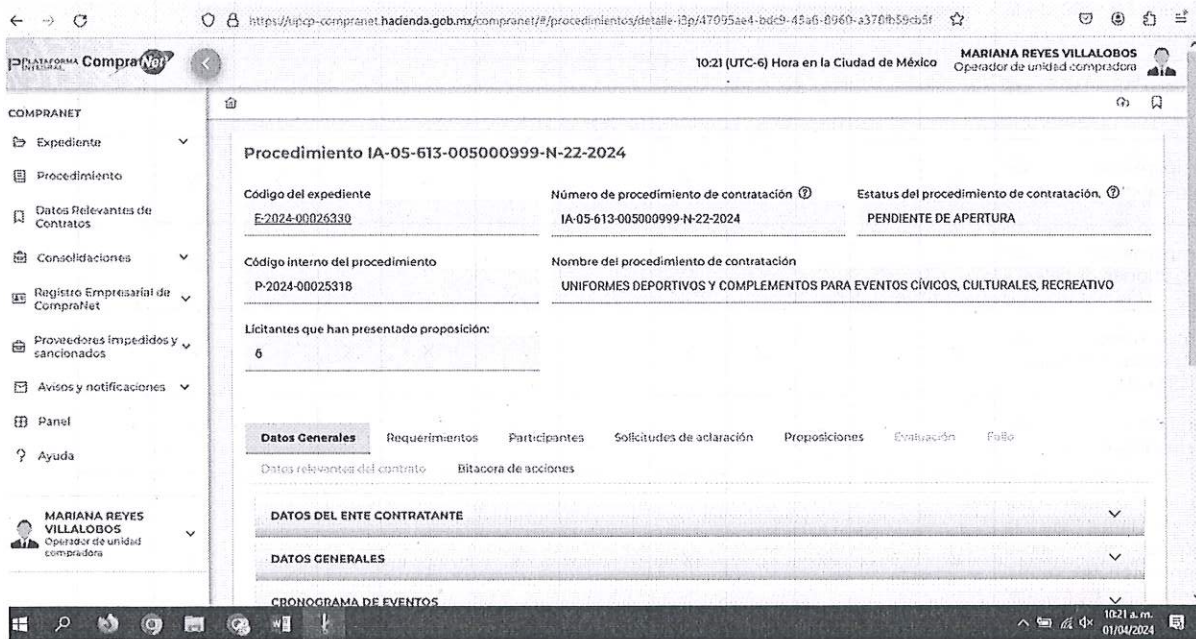 https://upcp-compranet.hacienda.gob.mx/compranet/#/procedimientos/detalle-
PLATAFORMA INTEGRAL CompraNet
10:21 (UTC-6) Hora en la Ciudad de México
MARIANA REYES VILLALOBOS
Operador de unidad compradora
COMPRANET
Expediente
Procedimiento
Datos Relevantes de Contratos
Consolidaciones
Registro Empresarial de CompraNet
Proveedores impedidos y sancionados
Avisos y notificaciones
Panel
Ayuda
MARIANA REYES VILLALOBOS
Operador de unidad compradora
Procedimiento IA-05-613-005000999-N-22-2024
Código del expediente
E-2024-00026330
Número de procedimiento de contratación
IA-05-613-005000999-N-22-2024
Estatus del procedimiento de contratación.
PENDIENTE DE APERTURA
Código interno del procedimiento
P-2024-00025318
Nombre del procedimiento de contratación
UNIFORMES DEPORTIVOS Y COMPLEMENTOS PARA EVENTOS CÍVICOS, CULTURALES, RECREATIVO
Licitantes que han presentado proposición:
6
Datos Generales Requerimientos Participantes Solicitudes de aclaración Proposiciones Evaluación Fallo
Datos relevantes del contrato Bitacora de acciones
DATOS DEL ENTE CONTRATANTE
DATOS GENERALES
CRONOGRAMA DE EVENTOS
10:21 a. m.
01/04/2024